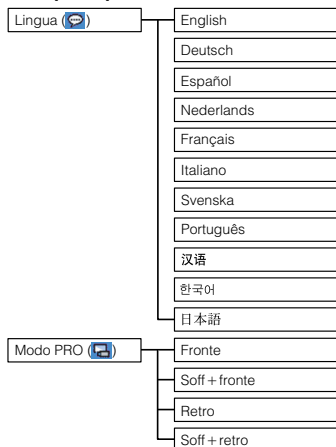 Lingua ()
English
Deutsch
Español
Nederlands
Français
Italiano
Svenska
Português
汉语
한국어
日本語
Modo PRO ()
Fronte
Soff + fronte
Retro
Soff + retro